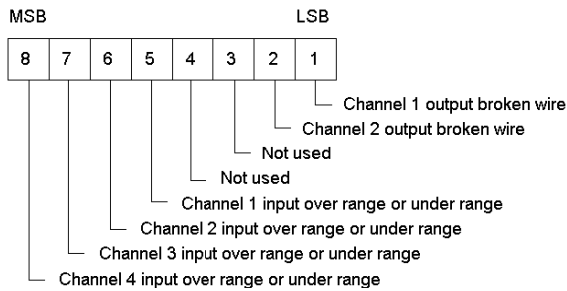 MSB LSB
8 7 6 5 4 3 2 1
Channel 1 output broken wire
Channel 2 output broken wire
Not used
Not used
Channel 1 input over range or under range
Channel 2 input over range or under range
Channel 3 input over range or under range
Channel 4 input over range or under range